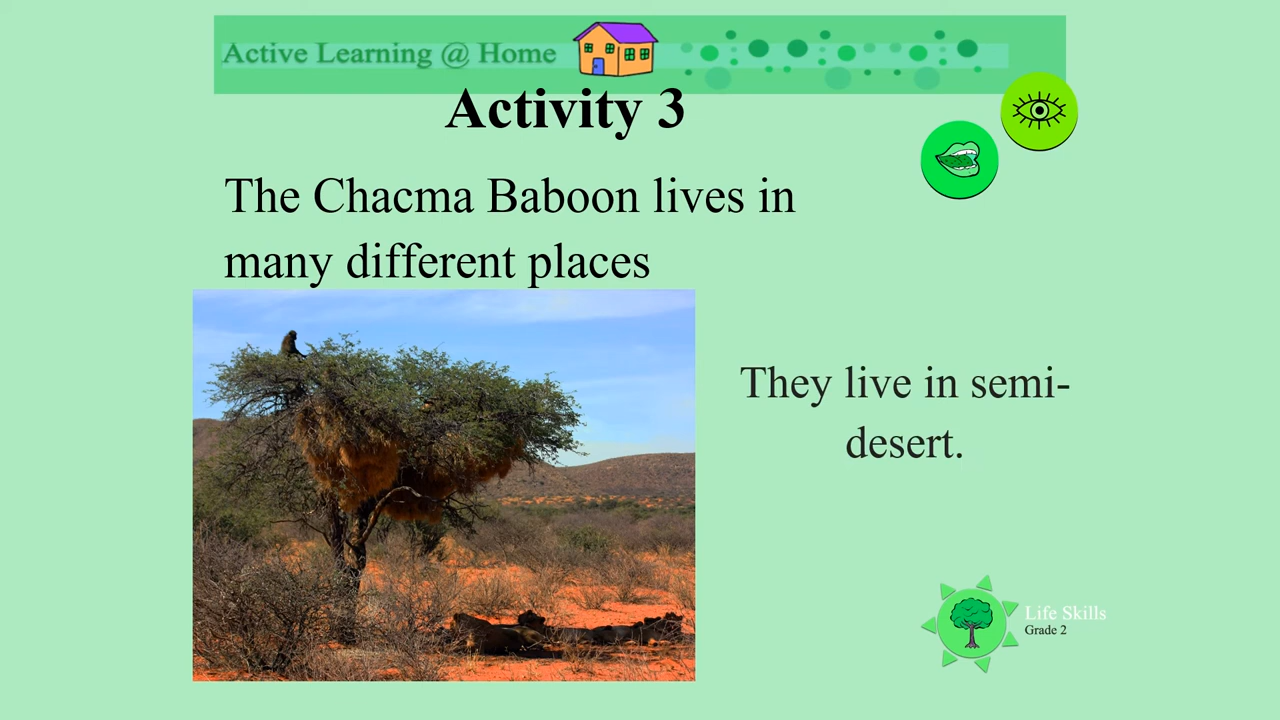 Active Learning @ Home
Activity 3
The Chacma Baboon lives in
many different places
They live in semi-
desert.
Life Skills
Grade 2